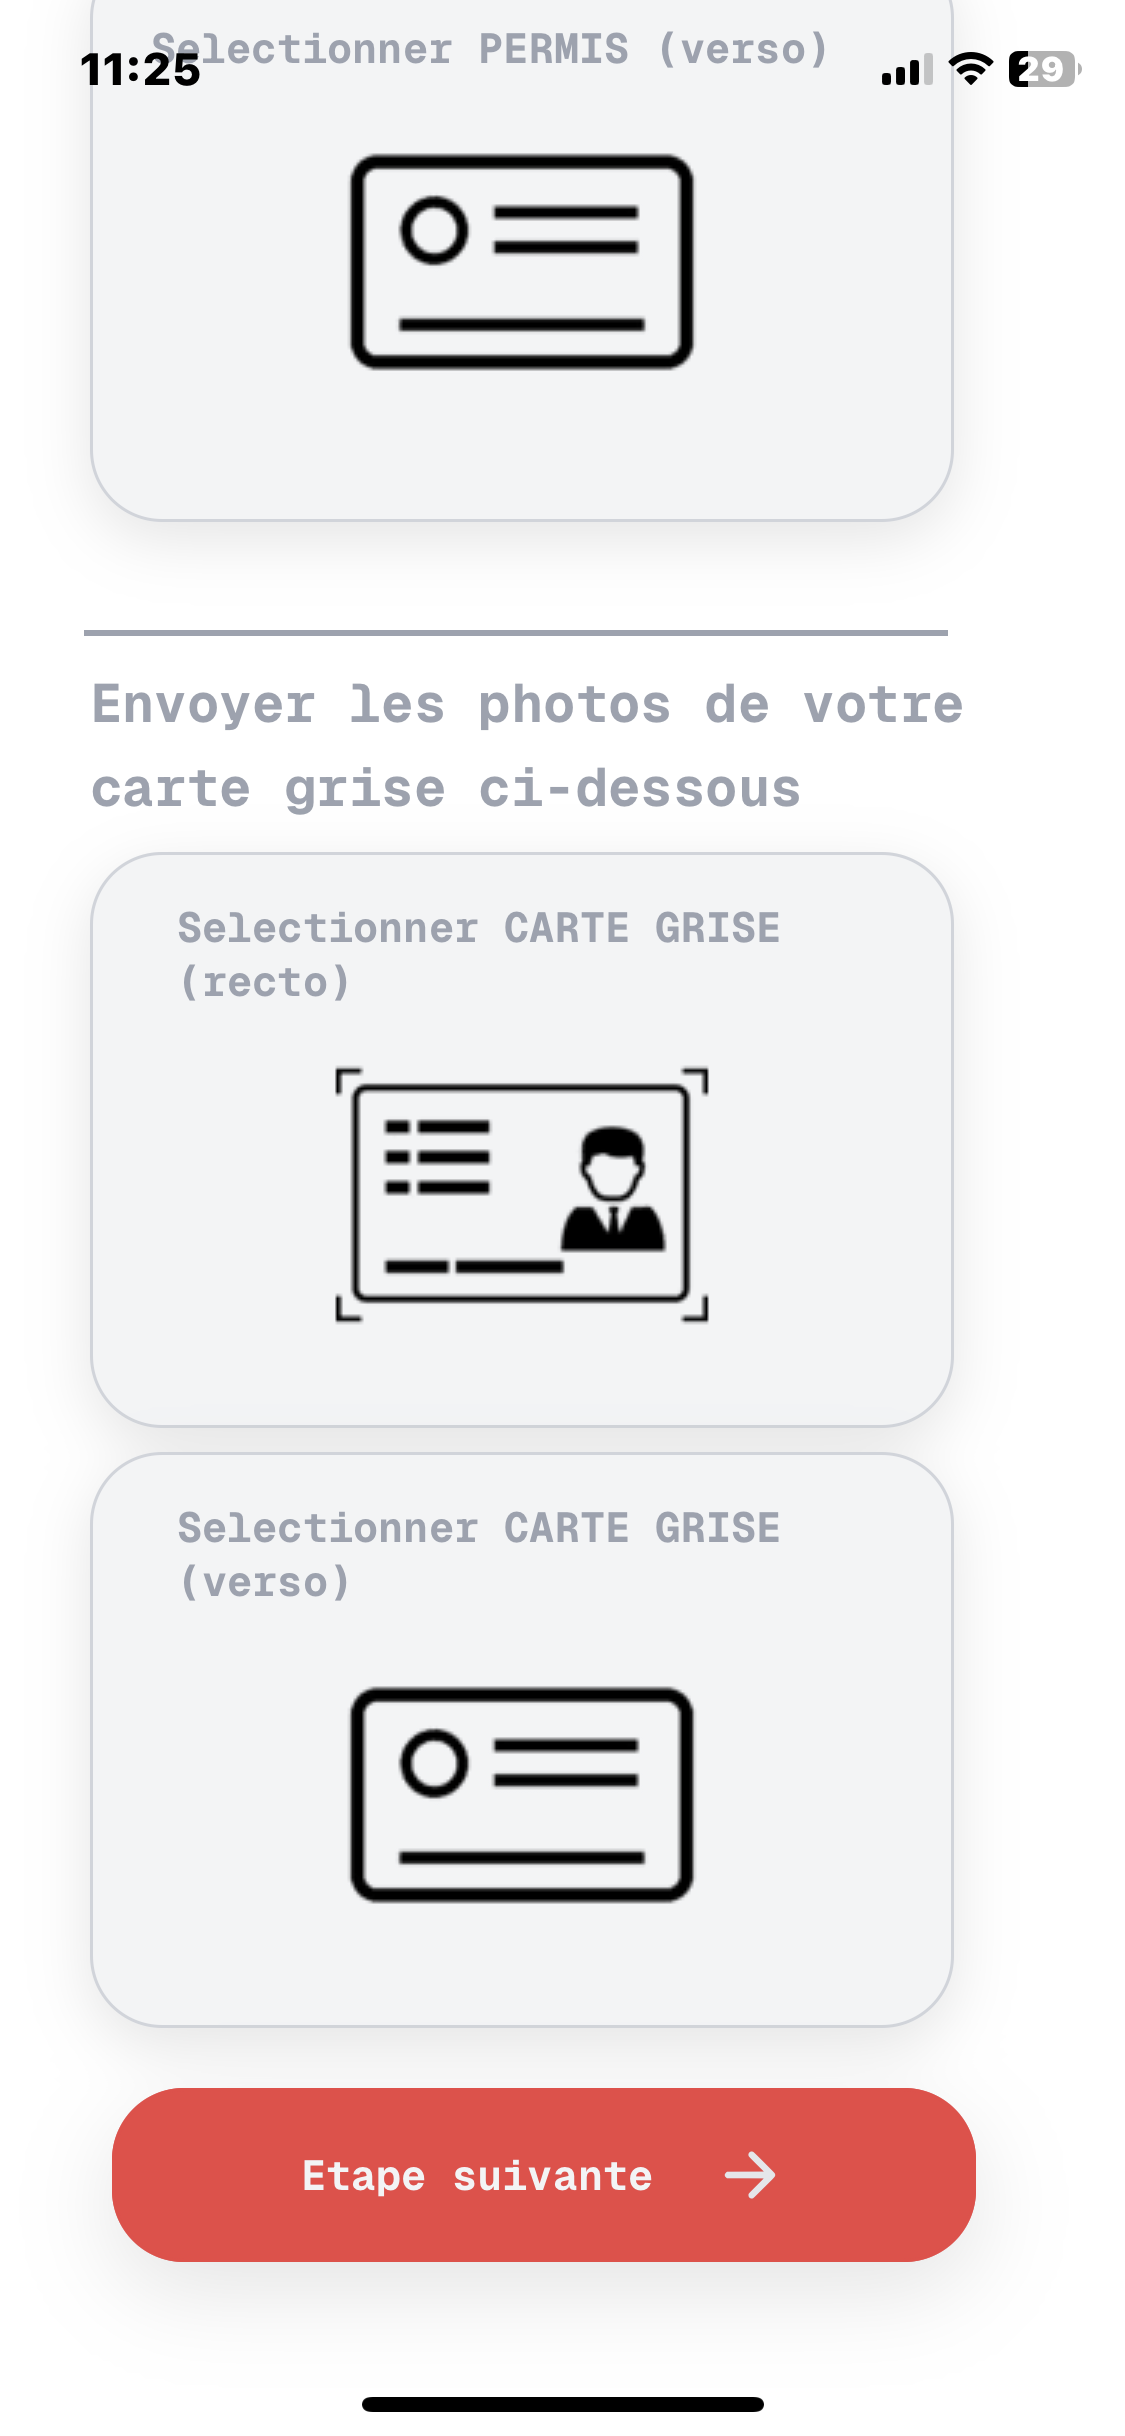 Selectionner PERMIS (verso)
11:25
29
Envoyer les photos de votre
carte grise ci-dessous
Selectionner CARTE GRISE
(recto)
Selectionner CARTE GRISE
(verso)
Etape suivante